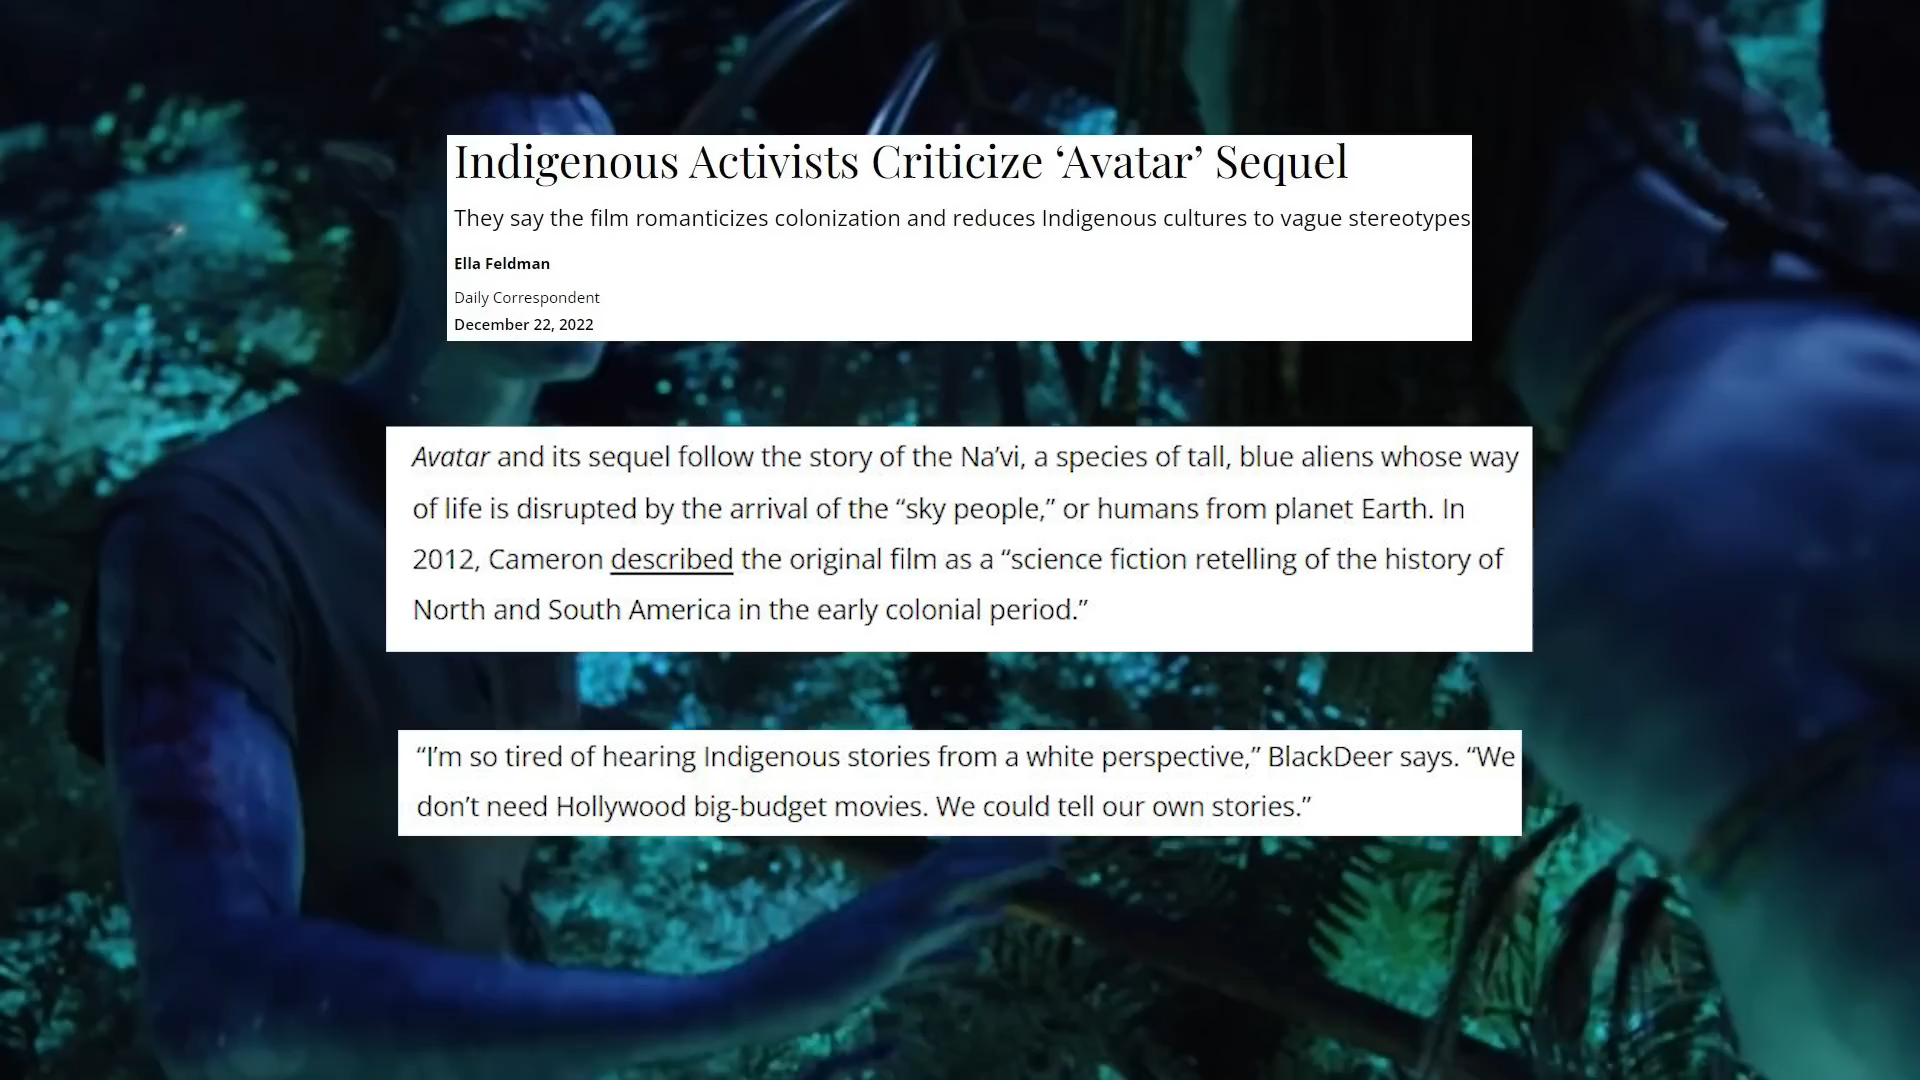 Indigenous Activists Criticize ‘Avatar’ Sequel
They say the film romanticizes colonization and reduces Indigenous cultures to vague stereotypes
Ella Feldman
Daily Correspondent
December 22, 2022
Avatar and its sequel follow the story of the Na’vi, a species of tall, blue aliens whose way
of life is disrupted by the arrival of the “sky people,” or humans from planet Earth. In
2012, Cameron described the original film as a “science fiction retelling of the history of
North and South America in the early colonial period.”
“I’m so tired of hearing Indigenous stories from a white perspective,” BlackDeer says. “We
don’t need Hollywood big-budget movies. We could tell our own stories.”